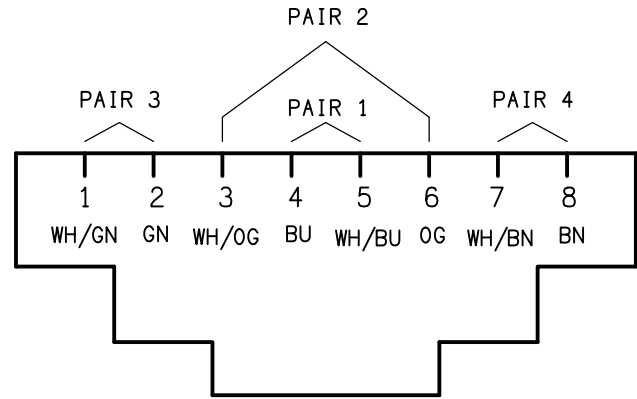 PAIR 2
PAIR 3 PAIR 1 PAIR 4
1 2 3 4 5 6 7 8
WH/GN GN WH/OG BU WH/BU OG WH/BN BN